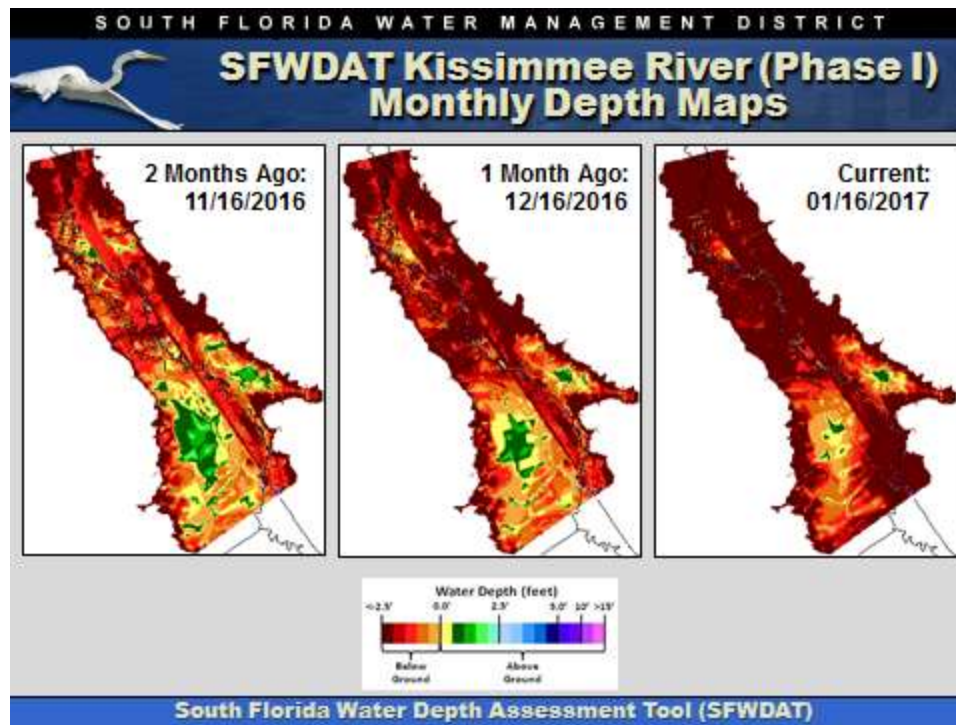 SOUTH FLORIDA WATER MANAGEMENT DISTRICT
SFWDAT Kissimmee River (Phase I)
Monthly Depth Maps
2 Months Ago:
11/16/2016
1 Month Ago:
12/16/2016
Current:
01/16/2017
Water Depth (feet)
<-2.5' 0.0' 2.5' 5.0' 10' >15'
Below
Ground
Above
Ground
South Florida Water Depth Assessment Tool (SFWDAT)